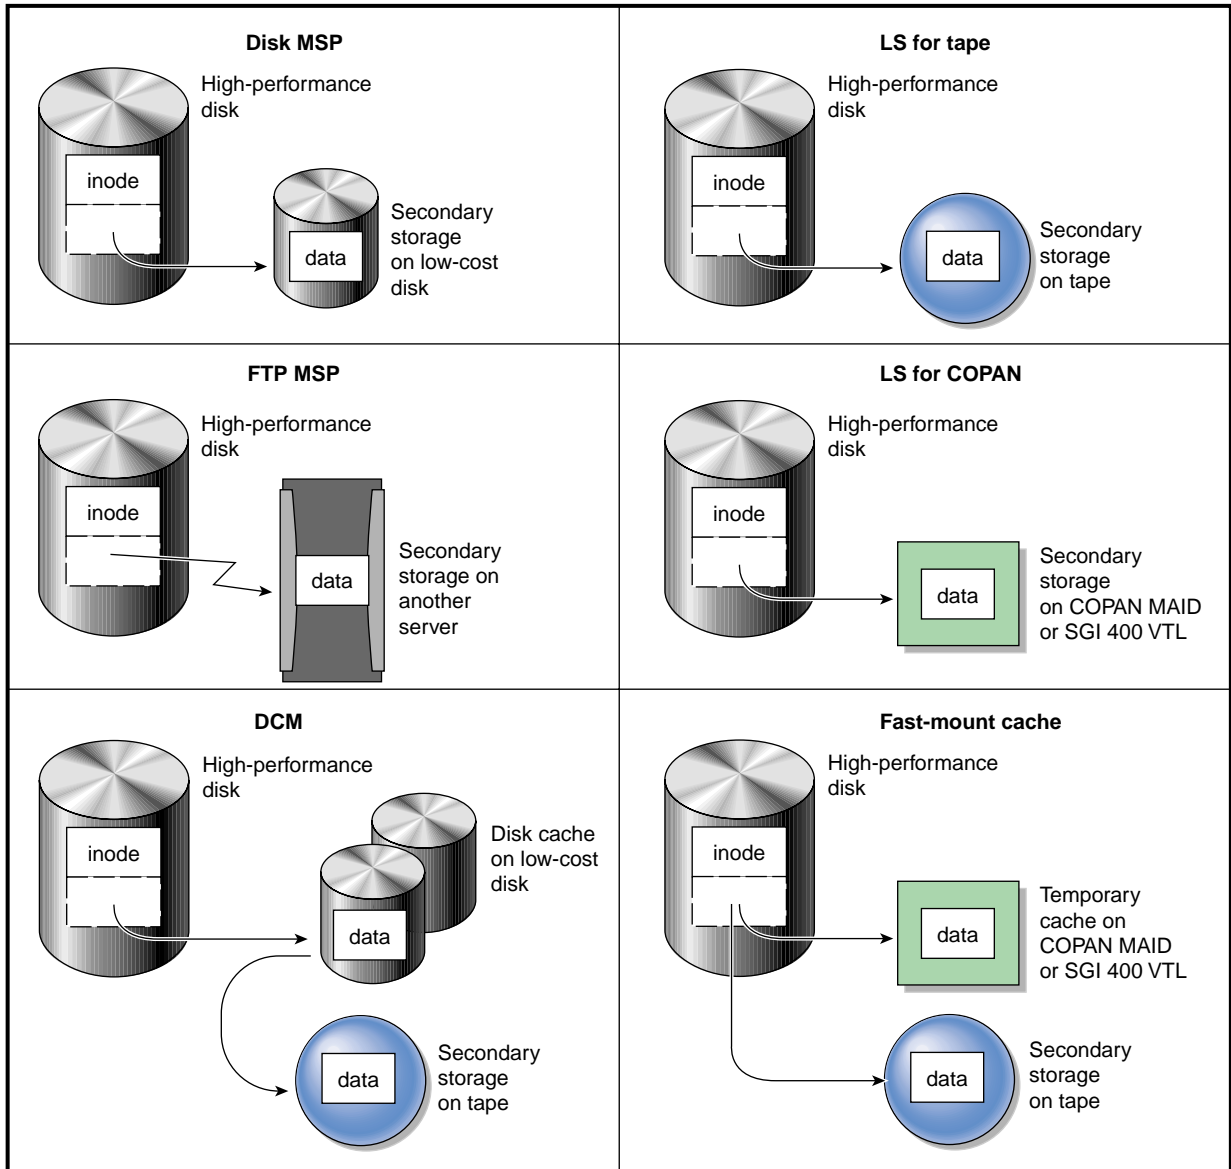 Disk MSP
High-performance
disk
inode
data
Secondary
storage
on low-cost
disk
LS for tape
High-performance
disk
inode
data
Secondary
storage
on tape
FTP MSP
High-performance
disk
inode
data
Secondary
storage on
another
server
LS for COPAN
High-performance
disk
inode
data
Secondary
storage
on COPAN MAID
or SGI 400 VTL
DCM
High-performance
disk
inode
data
Disk cache
on low-cost
disk
data
Secondary
storage
on tape
Fast-mount cache
High-performance
disk
inode
data
Temporary
cache on
COPAN MAID
or SGI 400 VTL
data
Secondary
storage
on tape